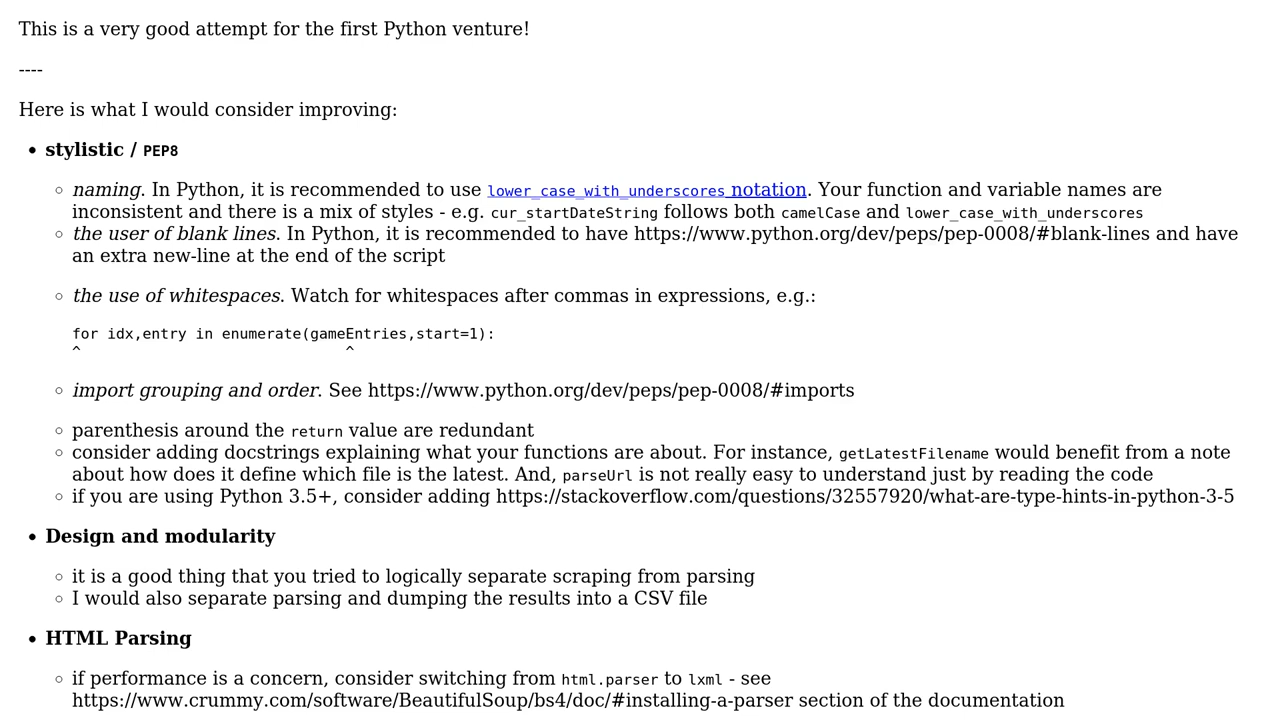 This is a very good attempt for the first Python venture!
----
Here is what I would consider improving:
• stylistic / PEP8
◦ naming. In Python, it is recommended to use lower_case_with_underscores notation. Your function and variable names are
inconsistent and there is a mix of styles - e.g. cur_startDateString follows both camelCase and lower_case_with_underscores
◦ the user of blank lines. In Python, it is recommended to have https://www.python.org/dev/peps/pep-0008/#blank-lines and have
an extra new-line at the end of the script
◦ the use of whitespaces. Watch for whitespaces after commas in expressions, e.g.:
for idx,entry in enumerate(gameEntries,start=1):
^                              ^
◦ import grouping and order. See https://www.python.org/dev/peps/pep-0008/#imports
◦ parenthesis around the return value are redundant
◦ consider adding docstrings explaining what your functions are about. For instance, getLatestFilename would benefit from a note
about how does it define which file is the latest. And, parseUrl is not really easy to understand just by reading the code
◦ if you are using Python 3.5+, consider adding https://stackoverflow.com/questions/32557920/what-are-type-hints-in-python-3-5
• Design and modularity
◦ it is a good thing that you tried to logically separate scraping from parsing
◦ I would also separate parsing and dumping the results into a CSV file
• HTML Parsing
◦ if performance is a concern, consider switching from html.parser to lxml - see
https://www.crummy.com/software/BeautifulSoup/bs4/doc/#installing-a-parser section of the documentation